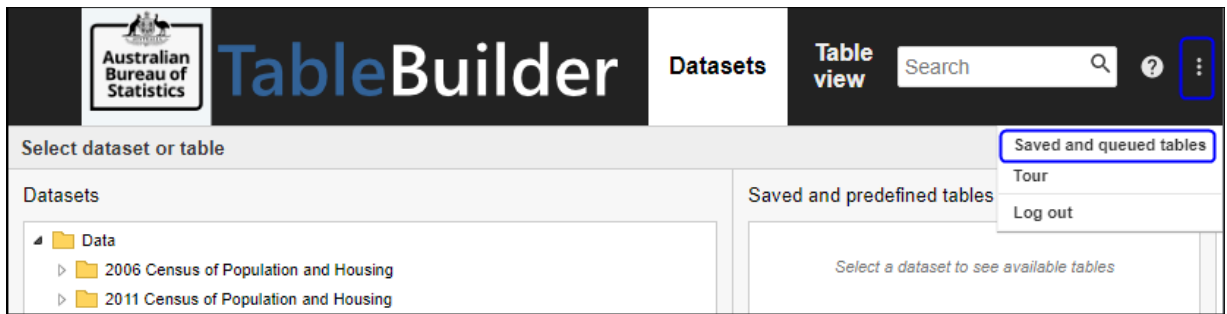 Australian
Bureau of
Statistics
TableBuilder
Datasets
Table
view
Search
?
Select dataset or table
Saved and queued tables
Tour
Log out
Datasets
Saved and predefined tables
Data
2006 Census of Population and Housing
2011 Census of Population and Housing
Select a dataset to see available tables